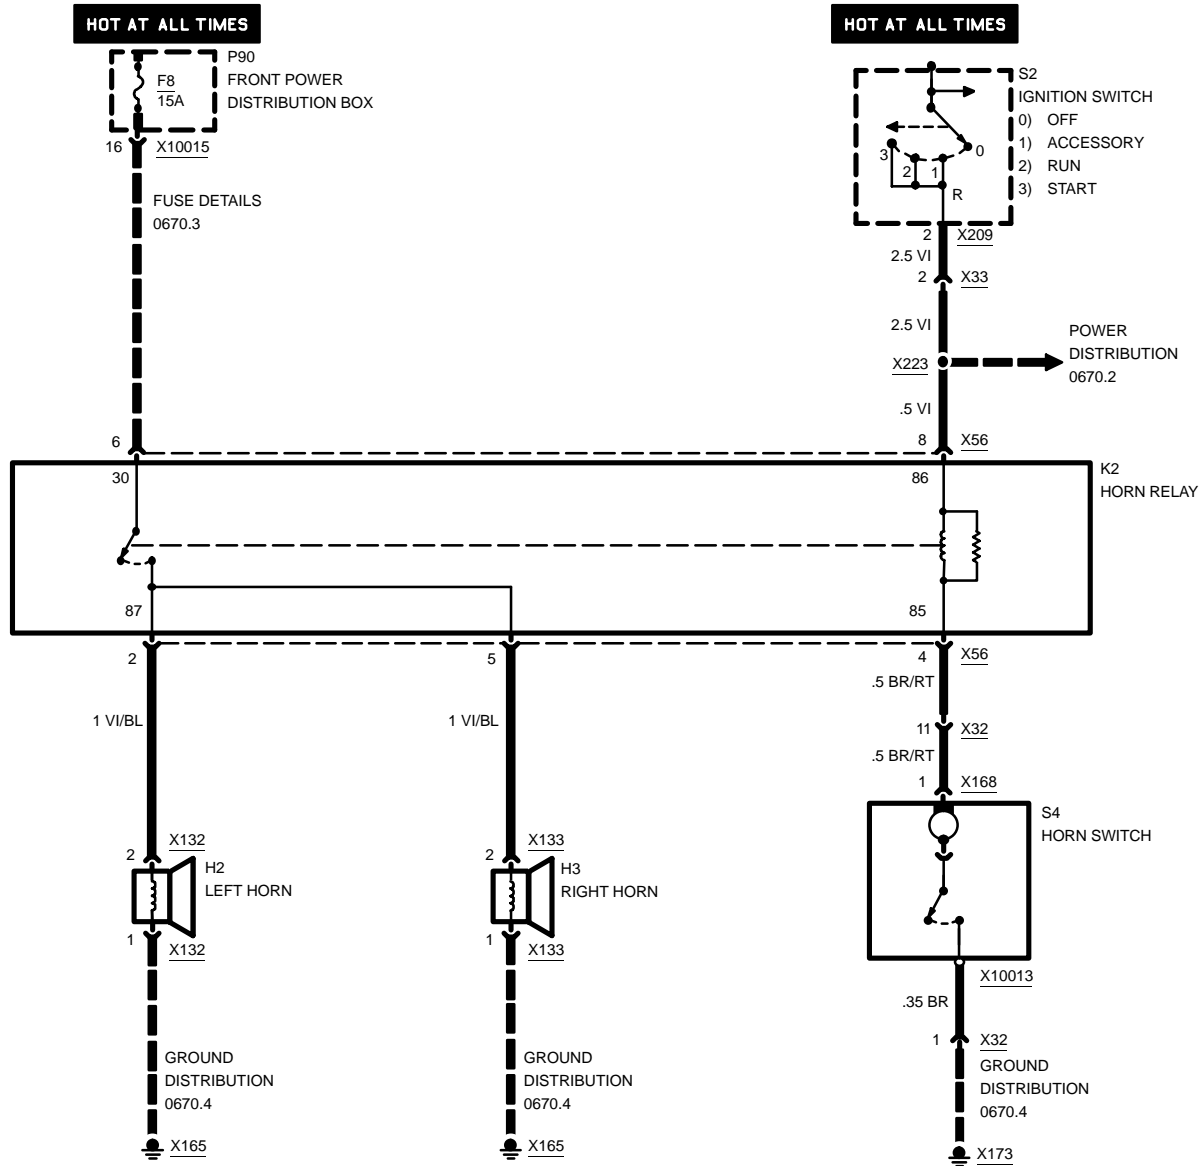 HOT AT ALL TIMES
HOT AT ALL TIMES
P90
FRONT POWER
DISTRIBUTION BOX
F8
15A
16 X10015
FUSE DETAILS
0670.3
S2
IGNITION SWITCH
0) OFF
1) ACCESSORY
2) RUN
3) START
3
2
1
0
R
2 X209
2.5 VI
2 X33
2.5 VI
X223
POWER
DISTRIBUTION
0670.2
.5 VI
6
8 X56
30
86
K2
HORN RELAY
87
85
2
5
4 X56
.5 BR/RT
1 VI/BL
1 VI/BL
11 X32
.5 BR/RT
1 X168
S4
HORN SWITCH
X132
2
H2
LEFT HORN
1
X132
X133
2
H3
RIGHT HORN
1
X133
X10013
.35 BR
1 X32
GROUND
DISTRIBUTION
0670.4
GROUND
DISTRIBUTION
0670.4
GROUND
DISTRIBUTION
0670.4
X165
X165
X173